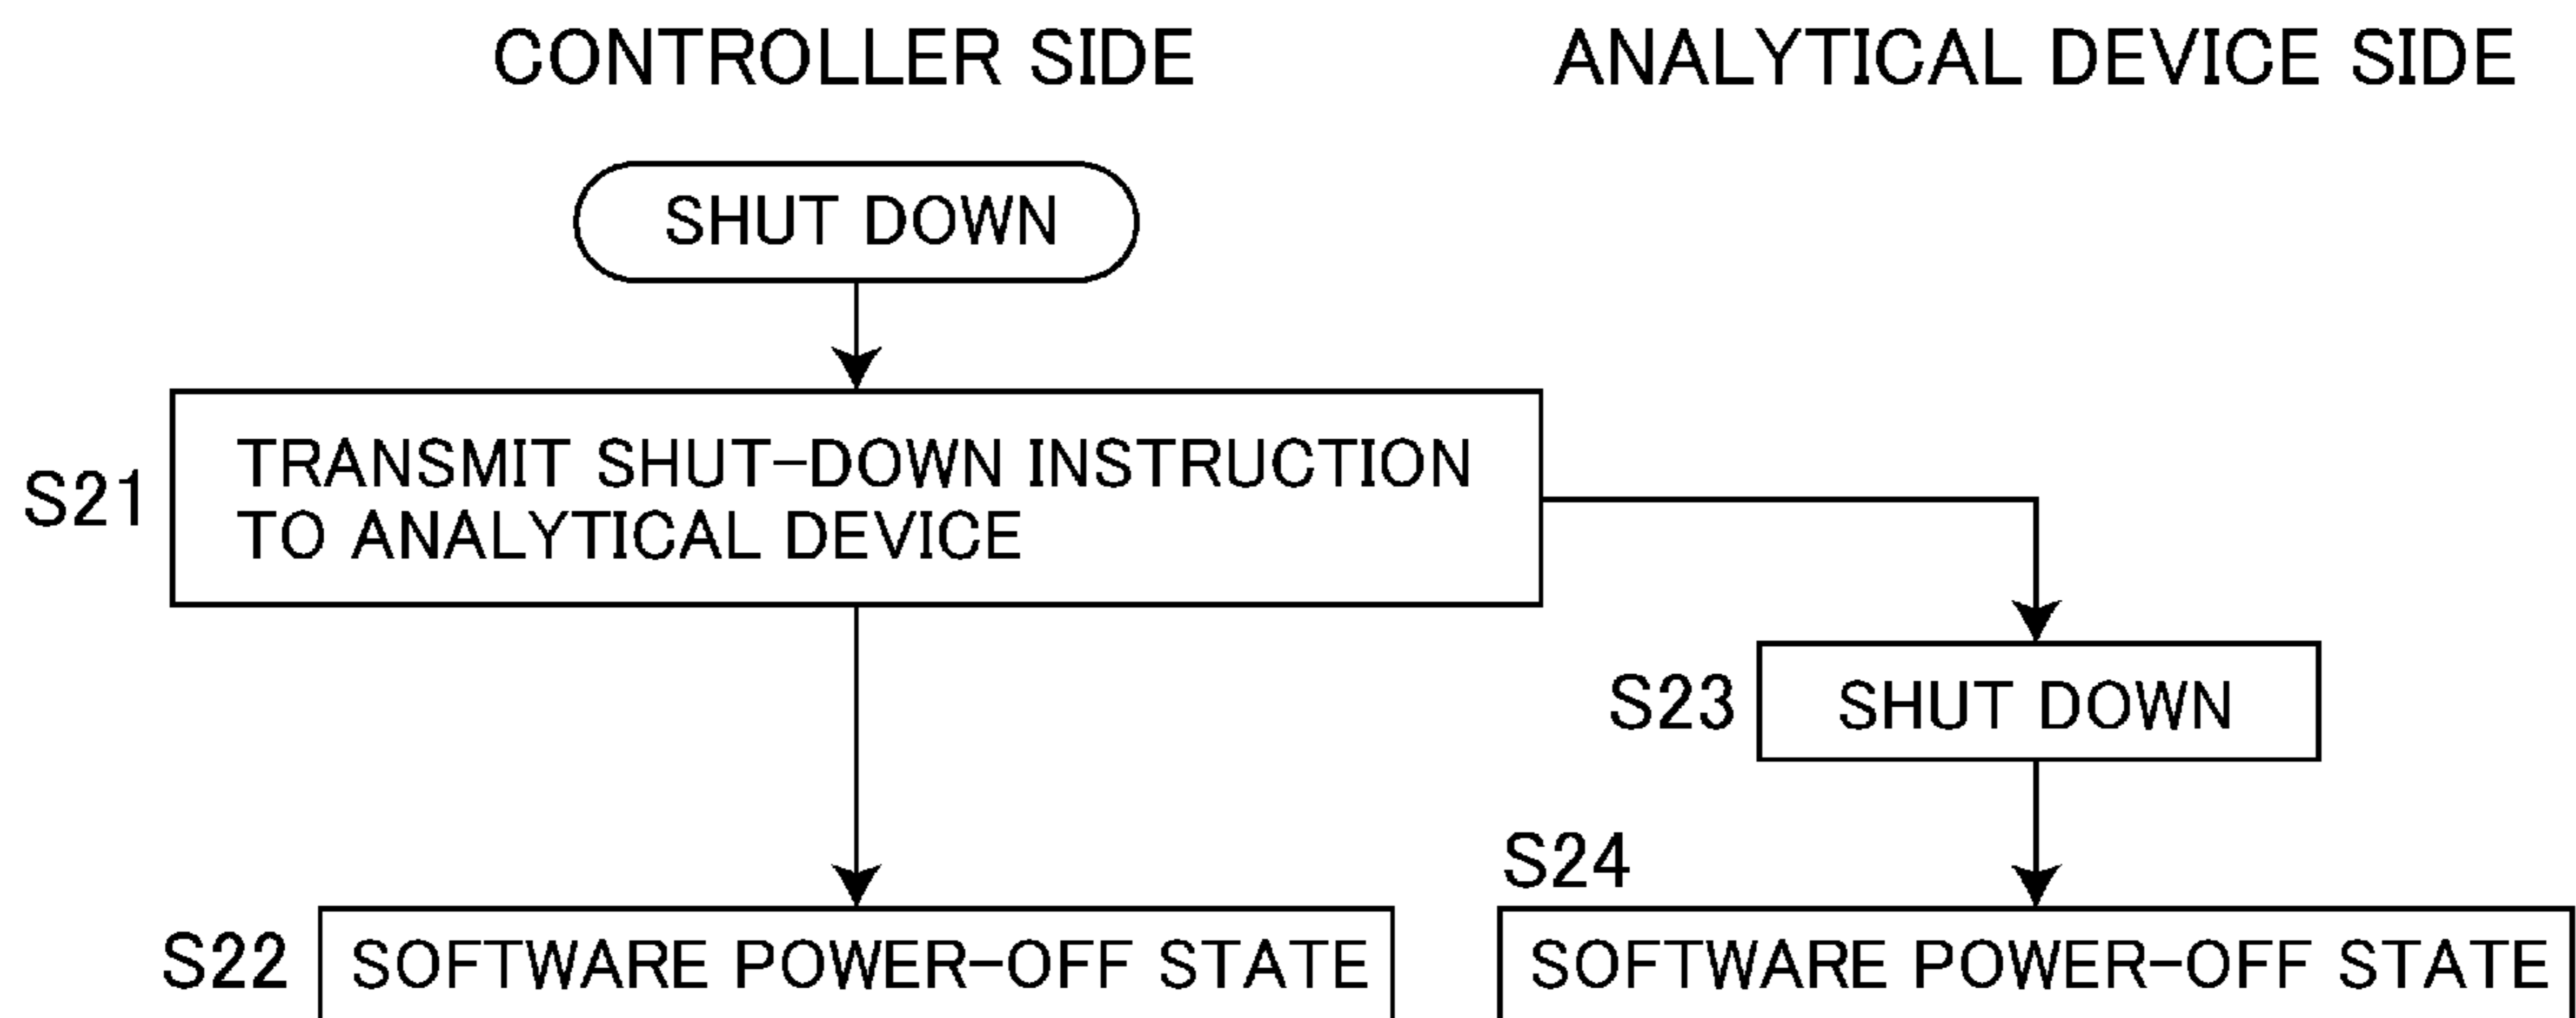 CONTROLLER SIDE
ANALYTICAL DEVICE SIDE
SHUT DOWN
S21
TRANSMIT SHUT-DOWN INSTRUCTION
TO ANALYTICAL DEVICE
S23
SHUT DOWN
S22
SOFTWARE POWER-OFF STATE
S24
SOFTWARE POWER-OFF STATE